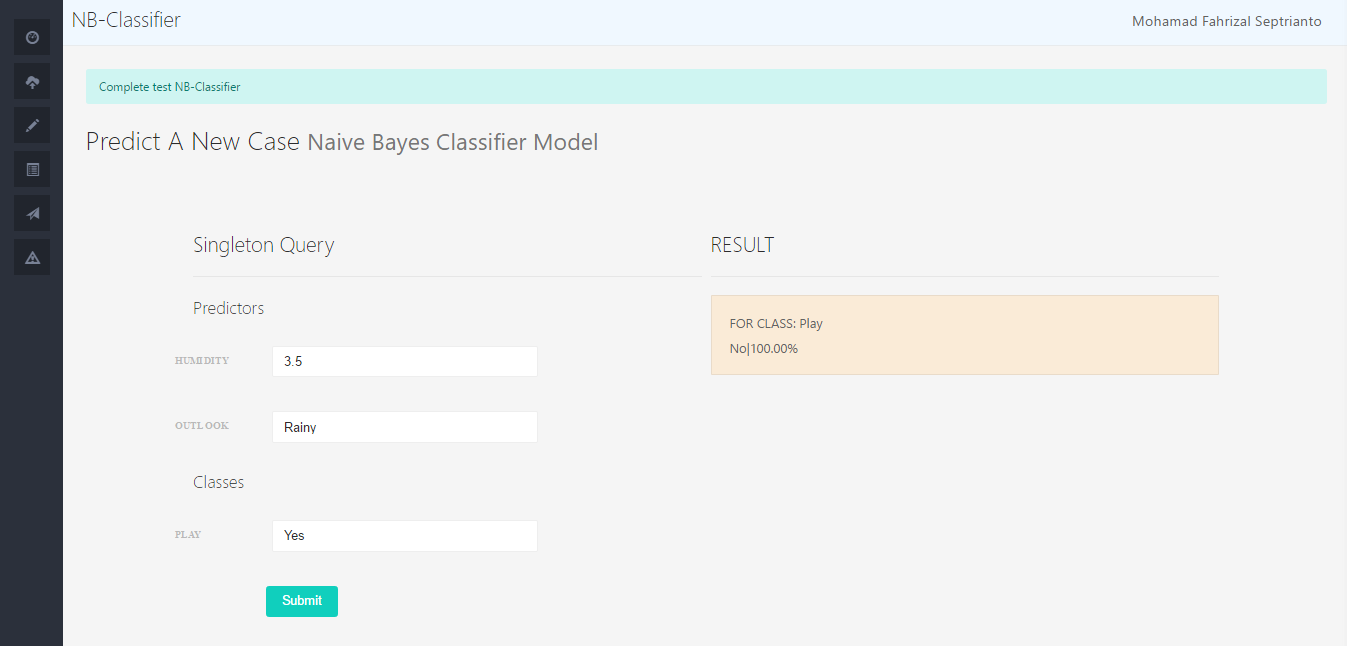 NB-Classifier
Mohamad Fahrizal Septrianto
Complete test NB-Classifier
Predict A New Case Naive Bayes Classifier Model
Singleton Query
RESULT
Predictors
HUMIDITY
3.5
OUTLOOK
Rainy
Classes
PLAY
Yes
Submit
FOR CLASS: Play
No|100.00%